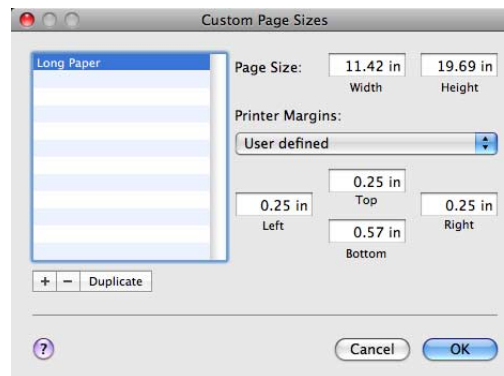 Custom Page Sizes
Long Paper
Page Size: 11.42 in 19.69 in
Width Height
Printer Margins:
User defined
0.25 in
Top
0.25 in 0.25 in
Left Right
0.57 in
Bottom
+ − Duplicate
? Cancel OK